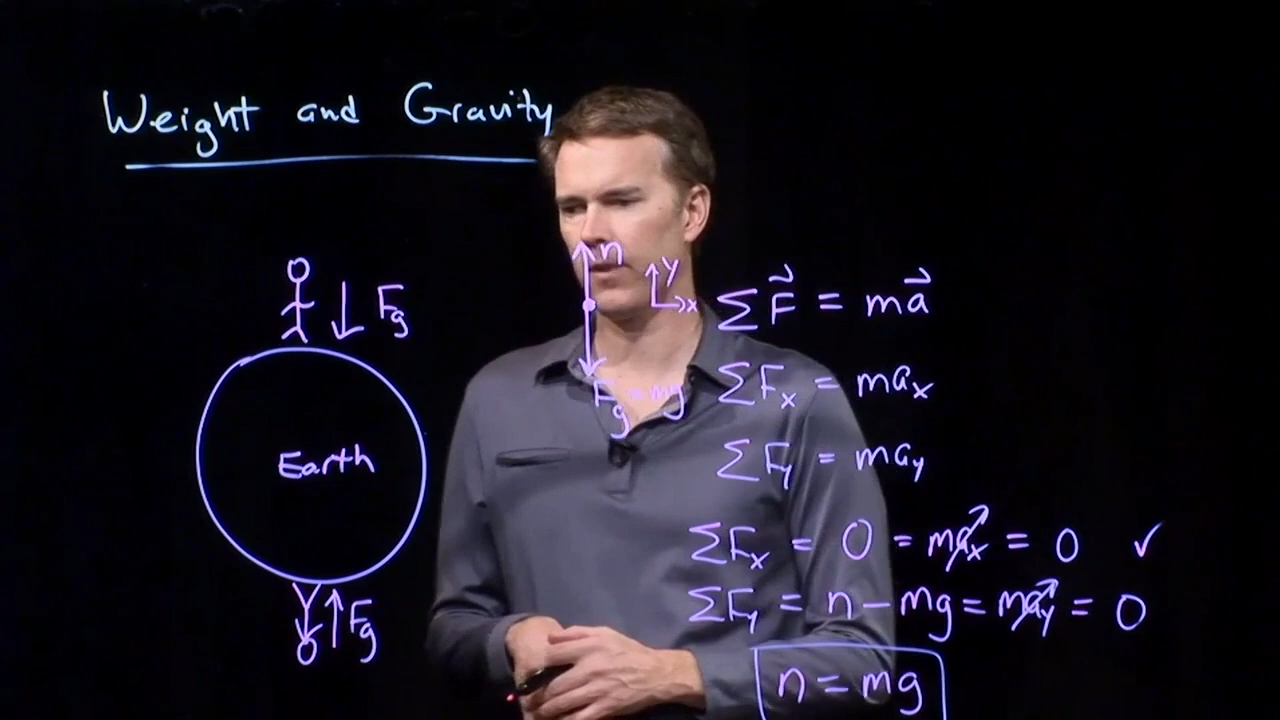 Weight and Gravity
Fg
Earth
Fg
n
y
x
Fg = mg
ΣF⃗ = ma⃗
ΣFx = max
ΣFy = may
ΣFx = 0 = max = 0 ✓
ΣFy = n - mg = may = 0
n = mg